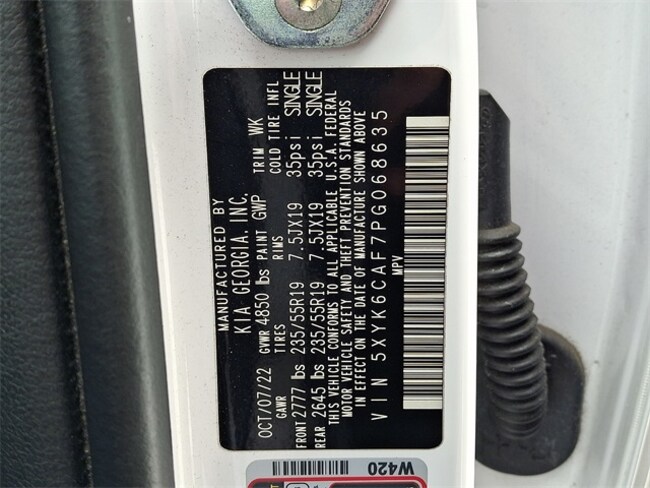 MANUFACTURED BY
KIA GEORGIA, INC.
OCT/07/22 GVWR 4850 lbs PAINT GWP TRIM WK
GAWR TIRES RIMS COLD TIRE INFL
FRONT 2777 lbs 235/55R19 7.5JX19 35psi SINGLE
REAR 2645 lbs 235/55R19 7.5JX19 35psi SINGLE
THIS VEHICLE CONFORMS TO ALL APPLICABLE U.S.A. FEDERAL
MOTOR VEHICLE SAFETY AND THEFT PREVENTION STANDARDS
IN EFFECT ON THE DATE OF MANUFACTURE SHOWN ABOVE
VIN 5XYK6CAF7PG068635
MPV
W420